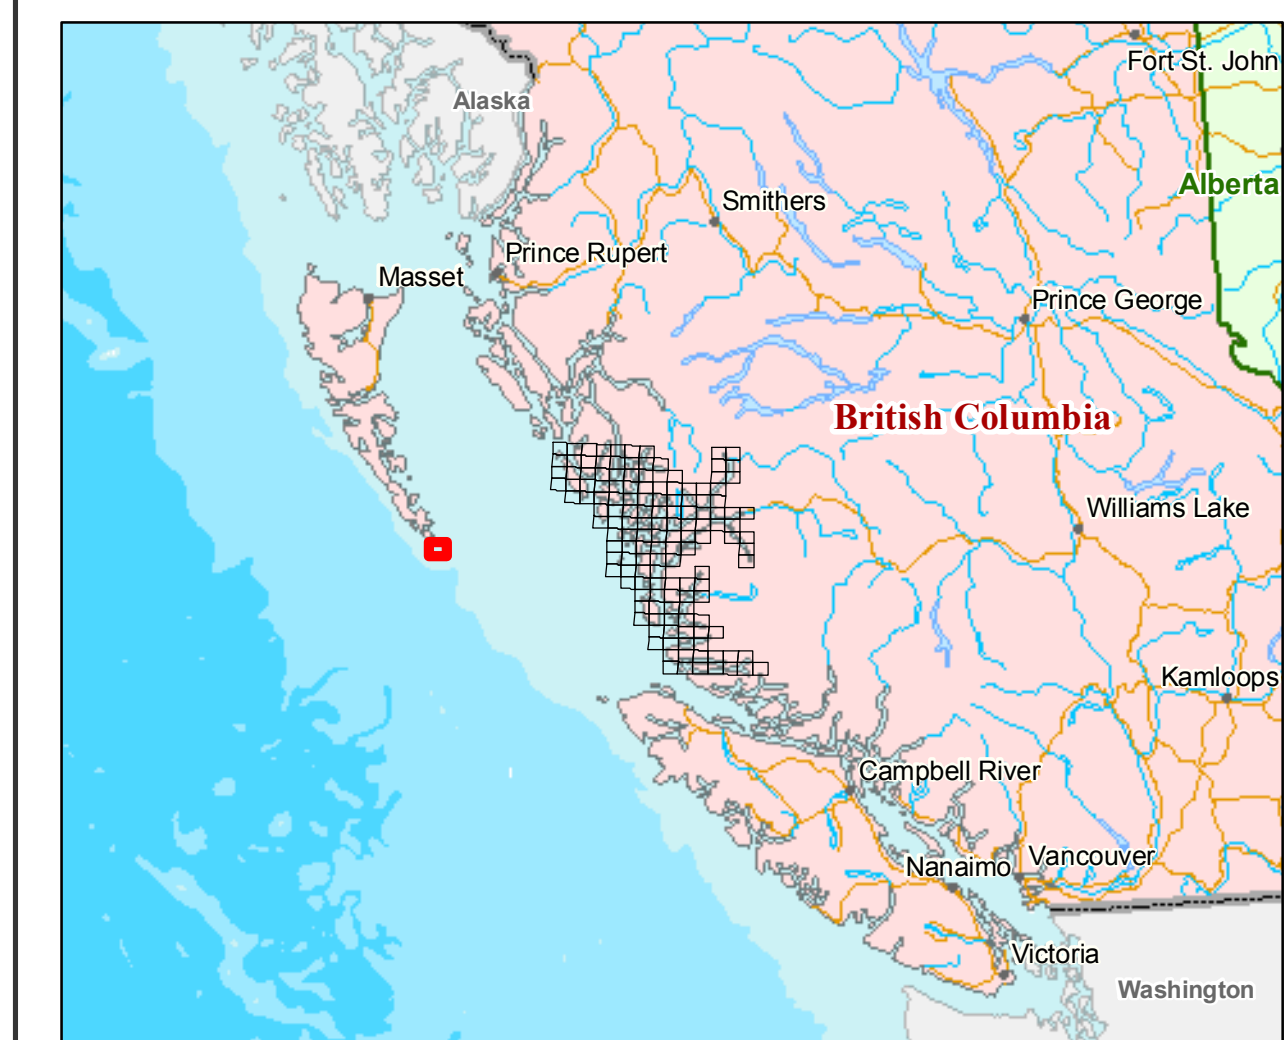 Fort St. John
Alaska
Alberta
Smithers
Prince Rupert
Masset
Prince George
British Columbia
Williams Lake
Kamloops
Campbell River
Vancouver
Nanaimo
Victoria
Washington